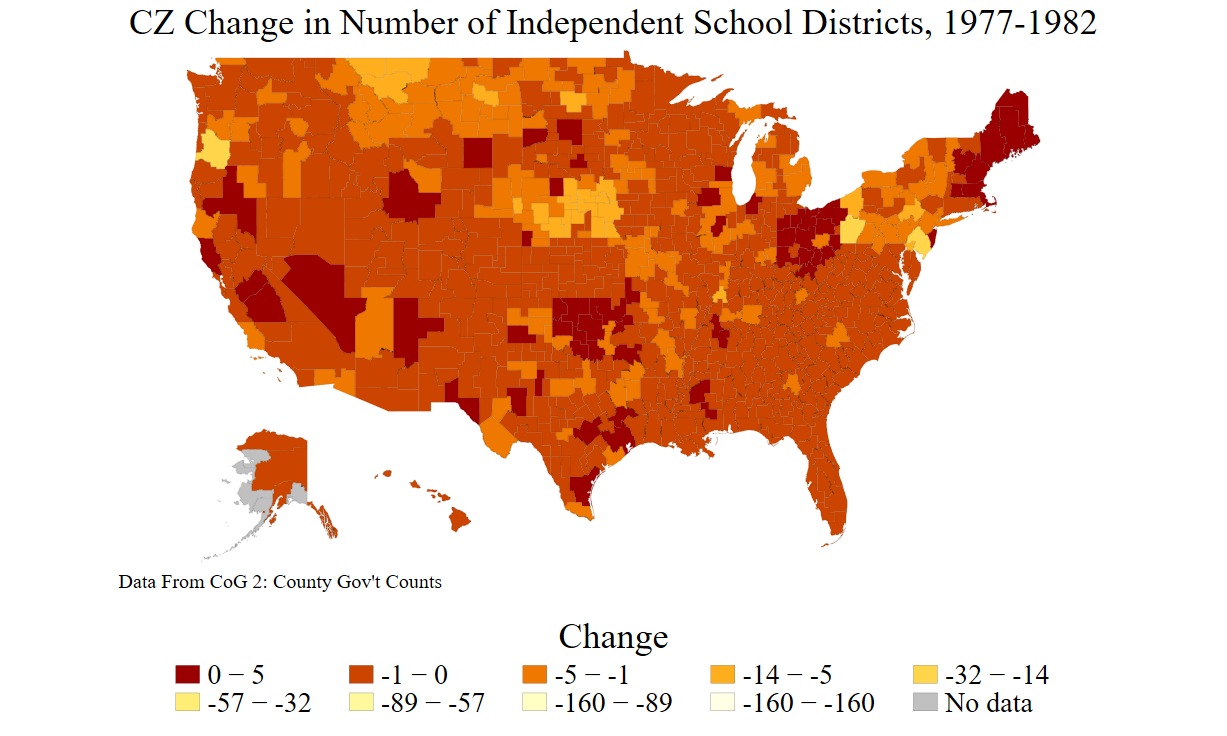 CZ Change in Number of Independent School Districts, 1977-1982
Data From CoG 2: County Gov't Counts
Change
0 − 5 -1 − 0 -5 − -1 -14 − -5 -32 − -14
-57 − -32 -89 − -57 -160 − -89 -160 − -160 No data